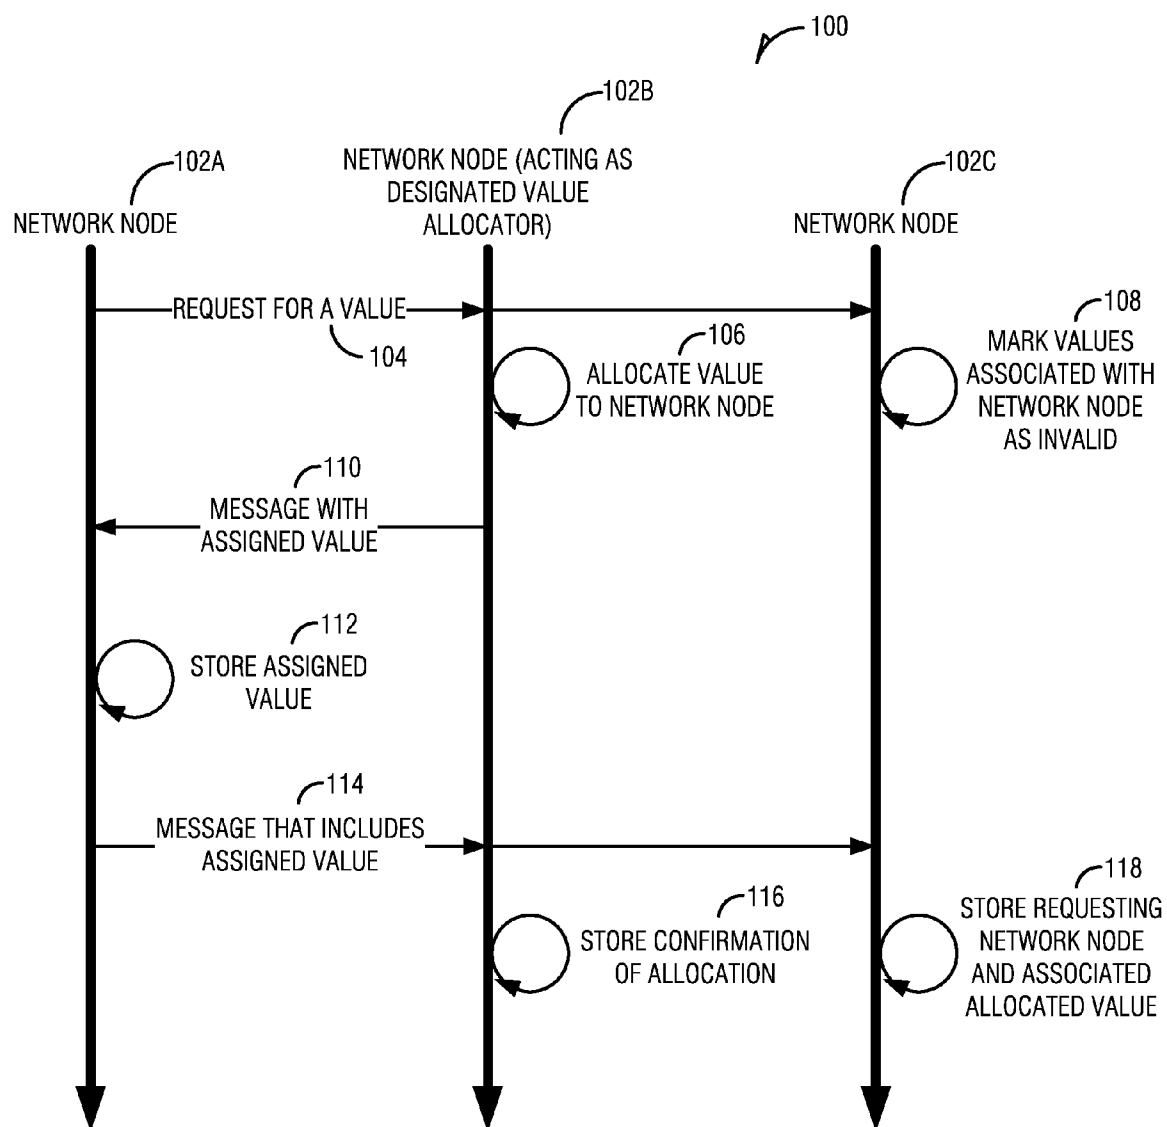 100
102B
102A
NETWORK NODE (ACTING AS
DESIGNATED VALUE
ALLOCATOR)
102C
NETWORK NODE
NETWORK NODE
REQUEST FOR A VALUE
104
106
ALLOCATE VALUE
TO NETWORK NODE
108
MARK VALUES
ASSOCIATED WITH
NETWORK NODE
AS INVALID
110
MESSAGE WITH
ASSIGNED VALUE
112
STORE ASSIGNED
VALUE
114
MESSAGE THAT INCLUDES
ASSIGNED VALUE
116
STORE CONFIRMATION
OF ALLOCATION
118
STORE REQUESTING
NETWORK NODE
AND ASSOCIATED
ALLOCATED VALUE